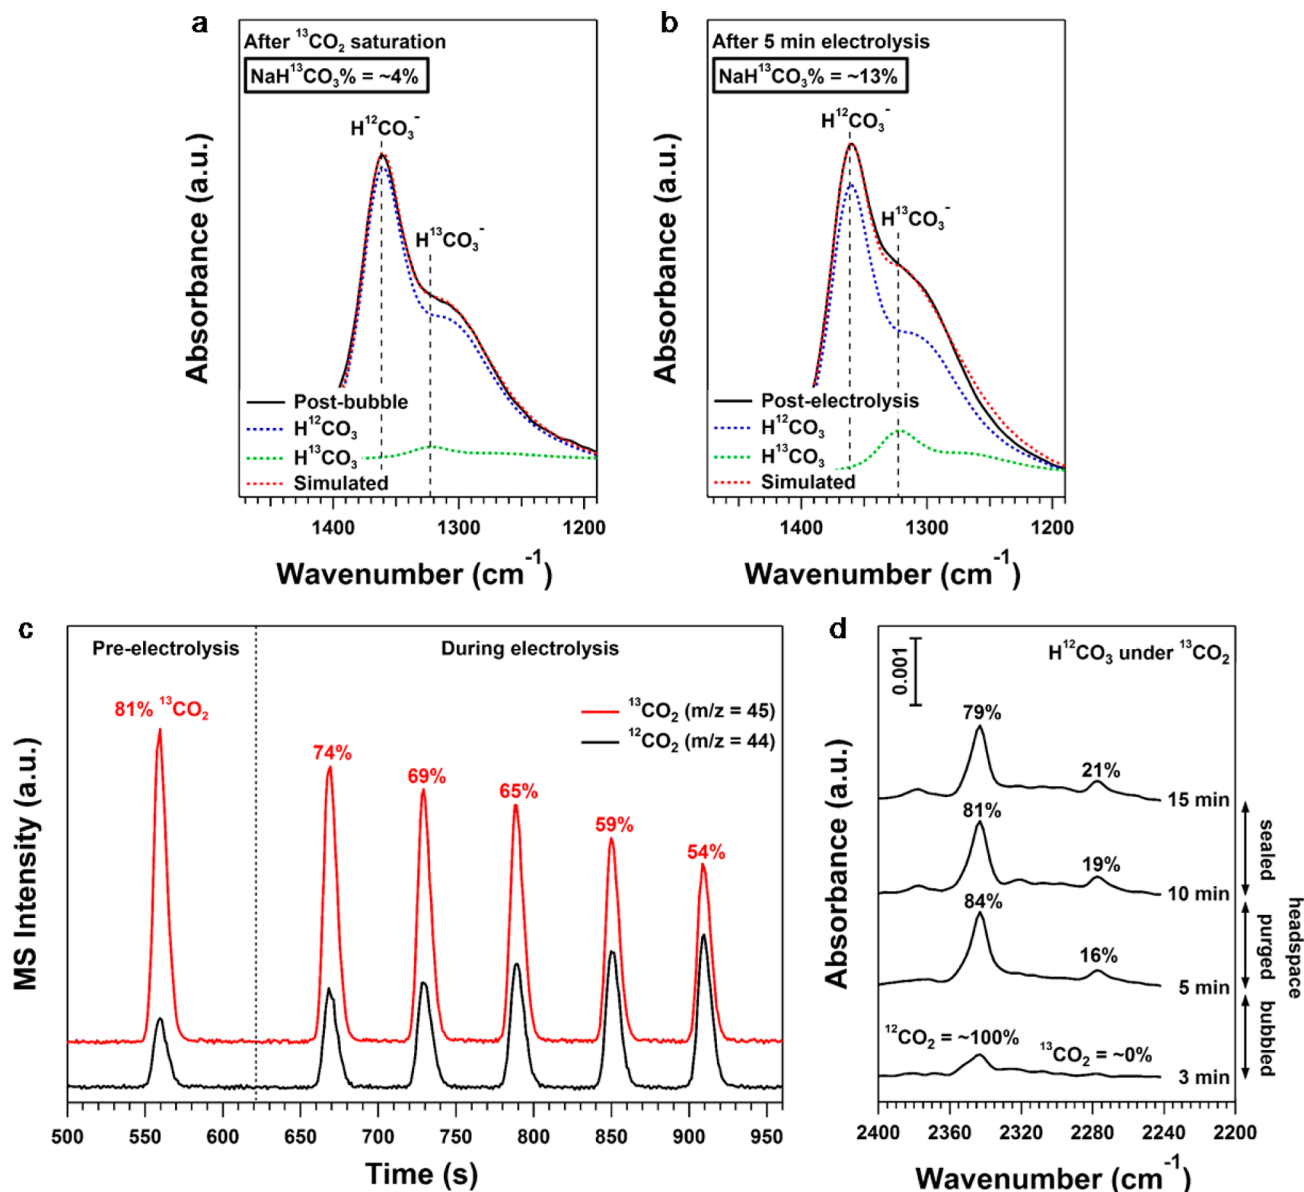 a
After ¹³CO₂ saturation
NaH¹³CO₃% = ~4%
H¹²CO₃⁻
H¹³CO₃⁻
Absorbance (a.u.)
Post-bubble
H¹²CO₃
H¹³CO₃
Simulated
1400 1300 1200
Wavenumber (cm⁻¹)
b
After 5 min electrolysis
NaH¹³CO₃% = ~13%
H¹²CO₃⁻
H¹³CO₃⁻
Absorbance (a.u.)
Post-electrolysis
H¹²CO₃
H¹³CO₃
Simulated
1400 1300 1200
Wavenumber (cm⁻¹)
c
Pre-electrolysis During electrolysis
81% ¹³CO₂
¹³CO₂ (m/z = 45)
¹²CO₂ (m/z = 44)
74%
69%
65%
59%
54%
MS Intensity (a.u.)
500 550 600 650 700 750 800 850 900 950
Time (s)
d
0.001
H¹²CO₃ under ¹³CO₂
79%
21%
15 min
81%
19%
10 min
84%
16%
5 min
¹²CO₂ = ~100%
¹³CO₂ = ~0%
3 min
sealed
purged
bubbled
headspace
Absorbance (a.u.)
2400 2360 2320 2280 2240 2200
Wavenumber (cm⁻¹)